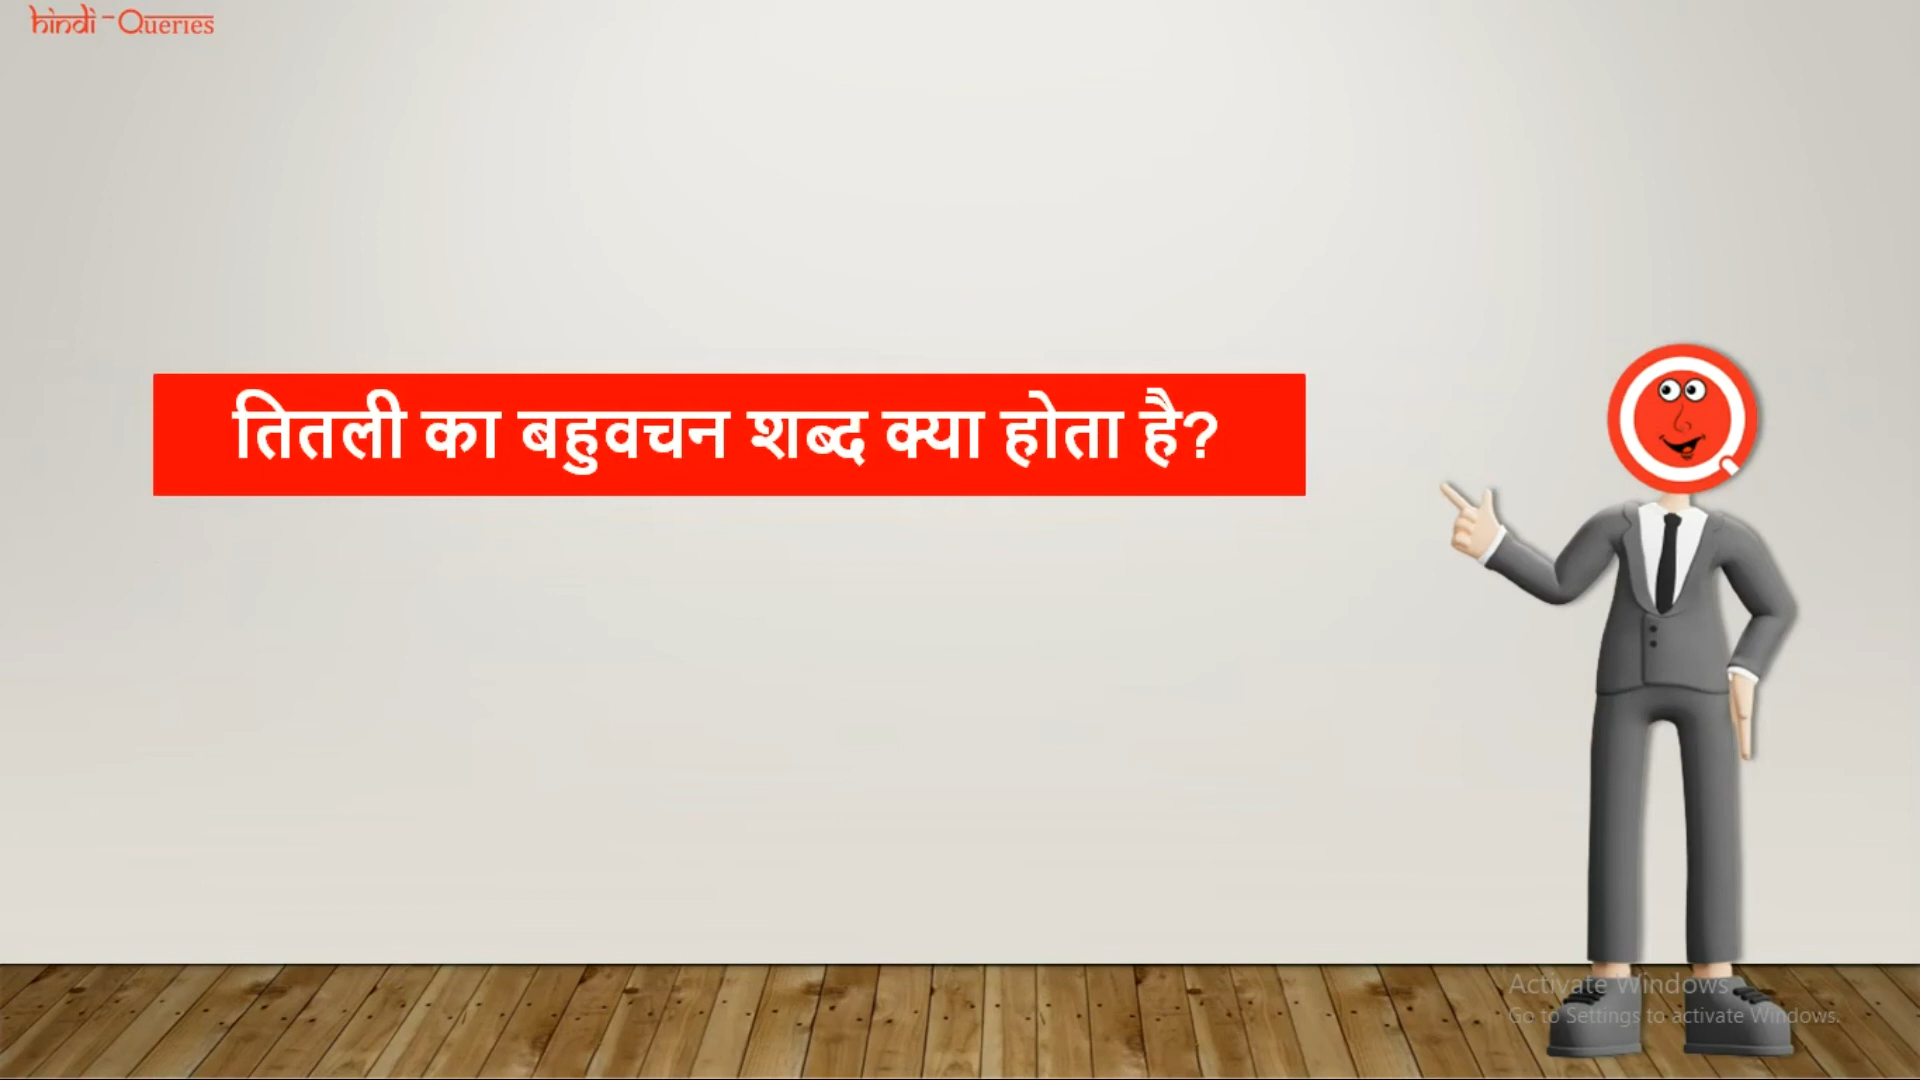 hindi-Queries
तितली का बहुवचन शब्द क्या होता है?
Activate Windows
Go to Settings to activate Windows.